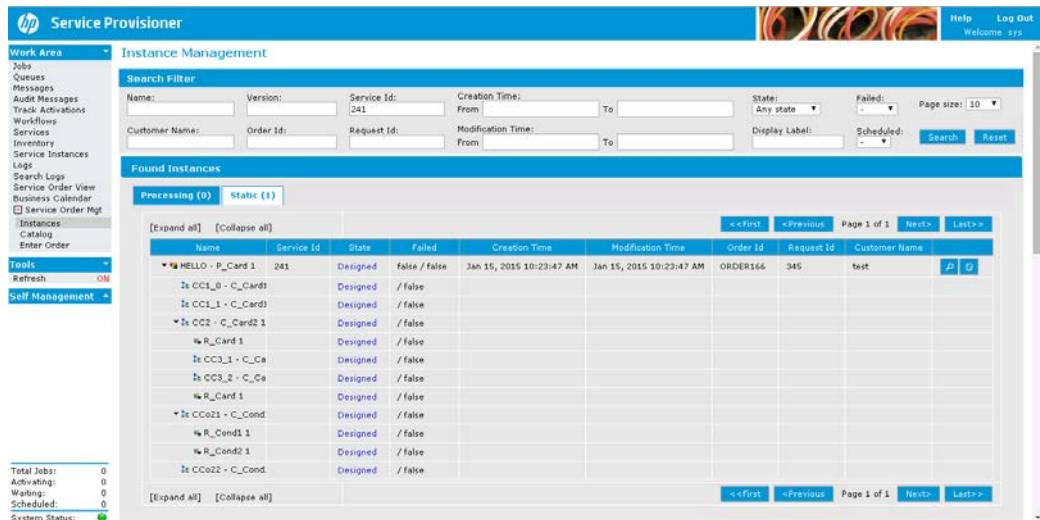 hp Service Provisioner
Help Log Out
Welcome sys
Work Area
Jobs
Queues
Messages
Audit Messages
Track Activations
Workflows
Services
Inventory
Service Instances
Logs
Search Logs
Service Order View
Business Calendar
Service Order Mgt
Instances
Catalog
Enter Order
Tools
Refresh ON
Self Management
Total Jobs: 0
Activating: 0
Waiting: 0
Scheduled: 0
System Status:
Instance Management
Search Filter
Name: Version: Service Id: Creation Time: State: Failed: Page size: 10
241 From To Any state -
Customer Name: Order Id: Request Id: Modification Time: Display Label: Scheduled: Search Reset
From To -
Found Instances
Processing (0) Static (1)
[Expand all] [Collapse all] <<First <Previous Page 1 of 1 Next> Last>>
Name Service Id State Failed Creation Time Modification Time Order Id Request Id Customer Name
HELLO - P_Card 1 241 Designed false / false Jan 15, 2015 10:23:47 AM Jan 15, 2015 10:23:47 AM ORDER166 345 test
CC1_0 - C_Card1 Designed / false
CC1_1 - C_Card1 Designed / false
CC2 - C_Card2 1 Designed / false
R_Card 1 Designed / false
CC3_1 - C_Ca Designed / false
CC3_2 - C_Ca Designed / false
R_Card 1 Designed / false
CCo21 - C_Cond. Designed / false
R_Cond1 1 Designed / false
R_Cond2 1 Designed / false
CCo22 - C_Cond. Designed / false
[Expand all] [Collapse all] <<First <Previous Page 1 of 1 Next> Last>>